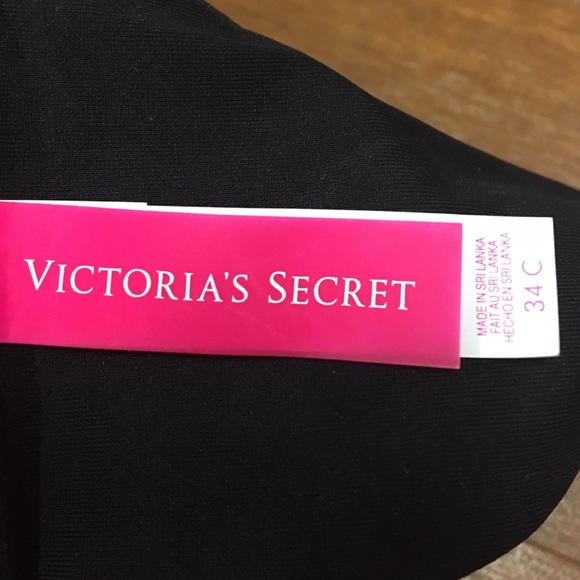 VICTORIA'S SECRET
MADE IN SRI LANKA
FAIT AU SRI LANKA
HECHO EN SRI LANKA
34 C